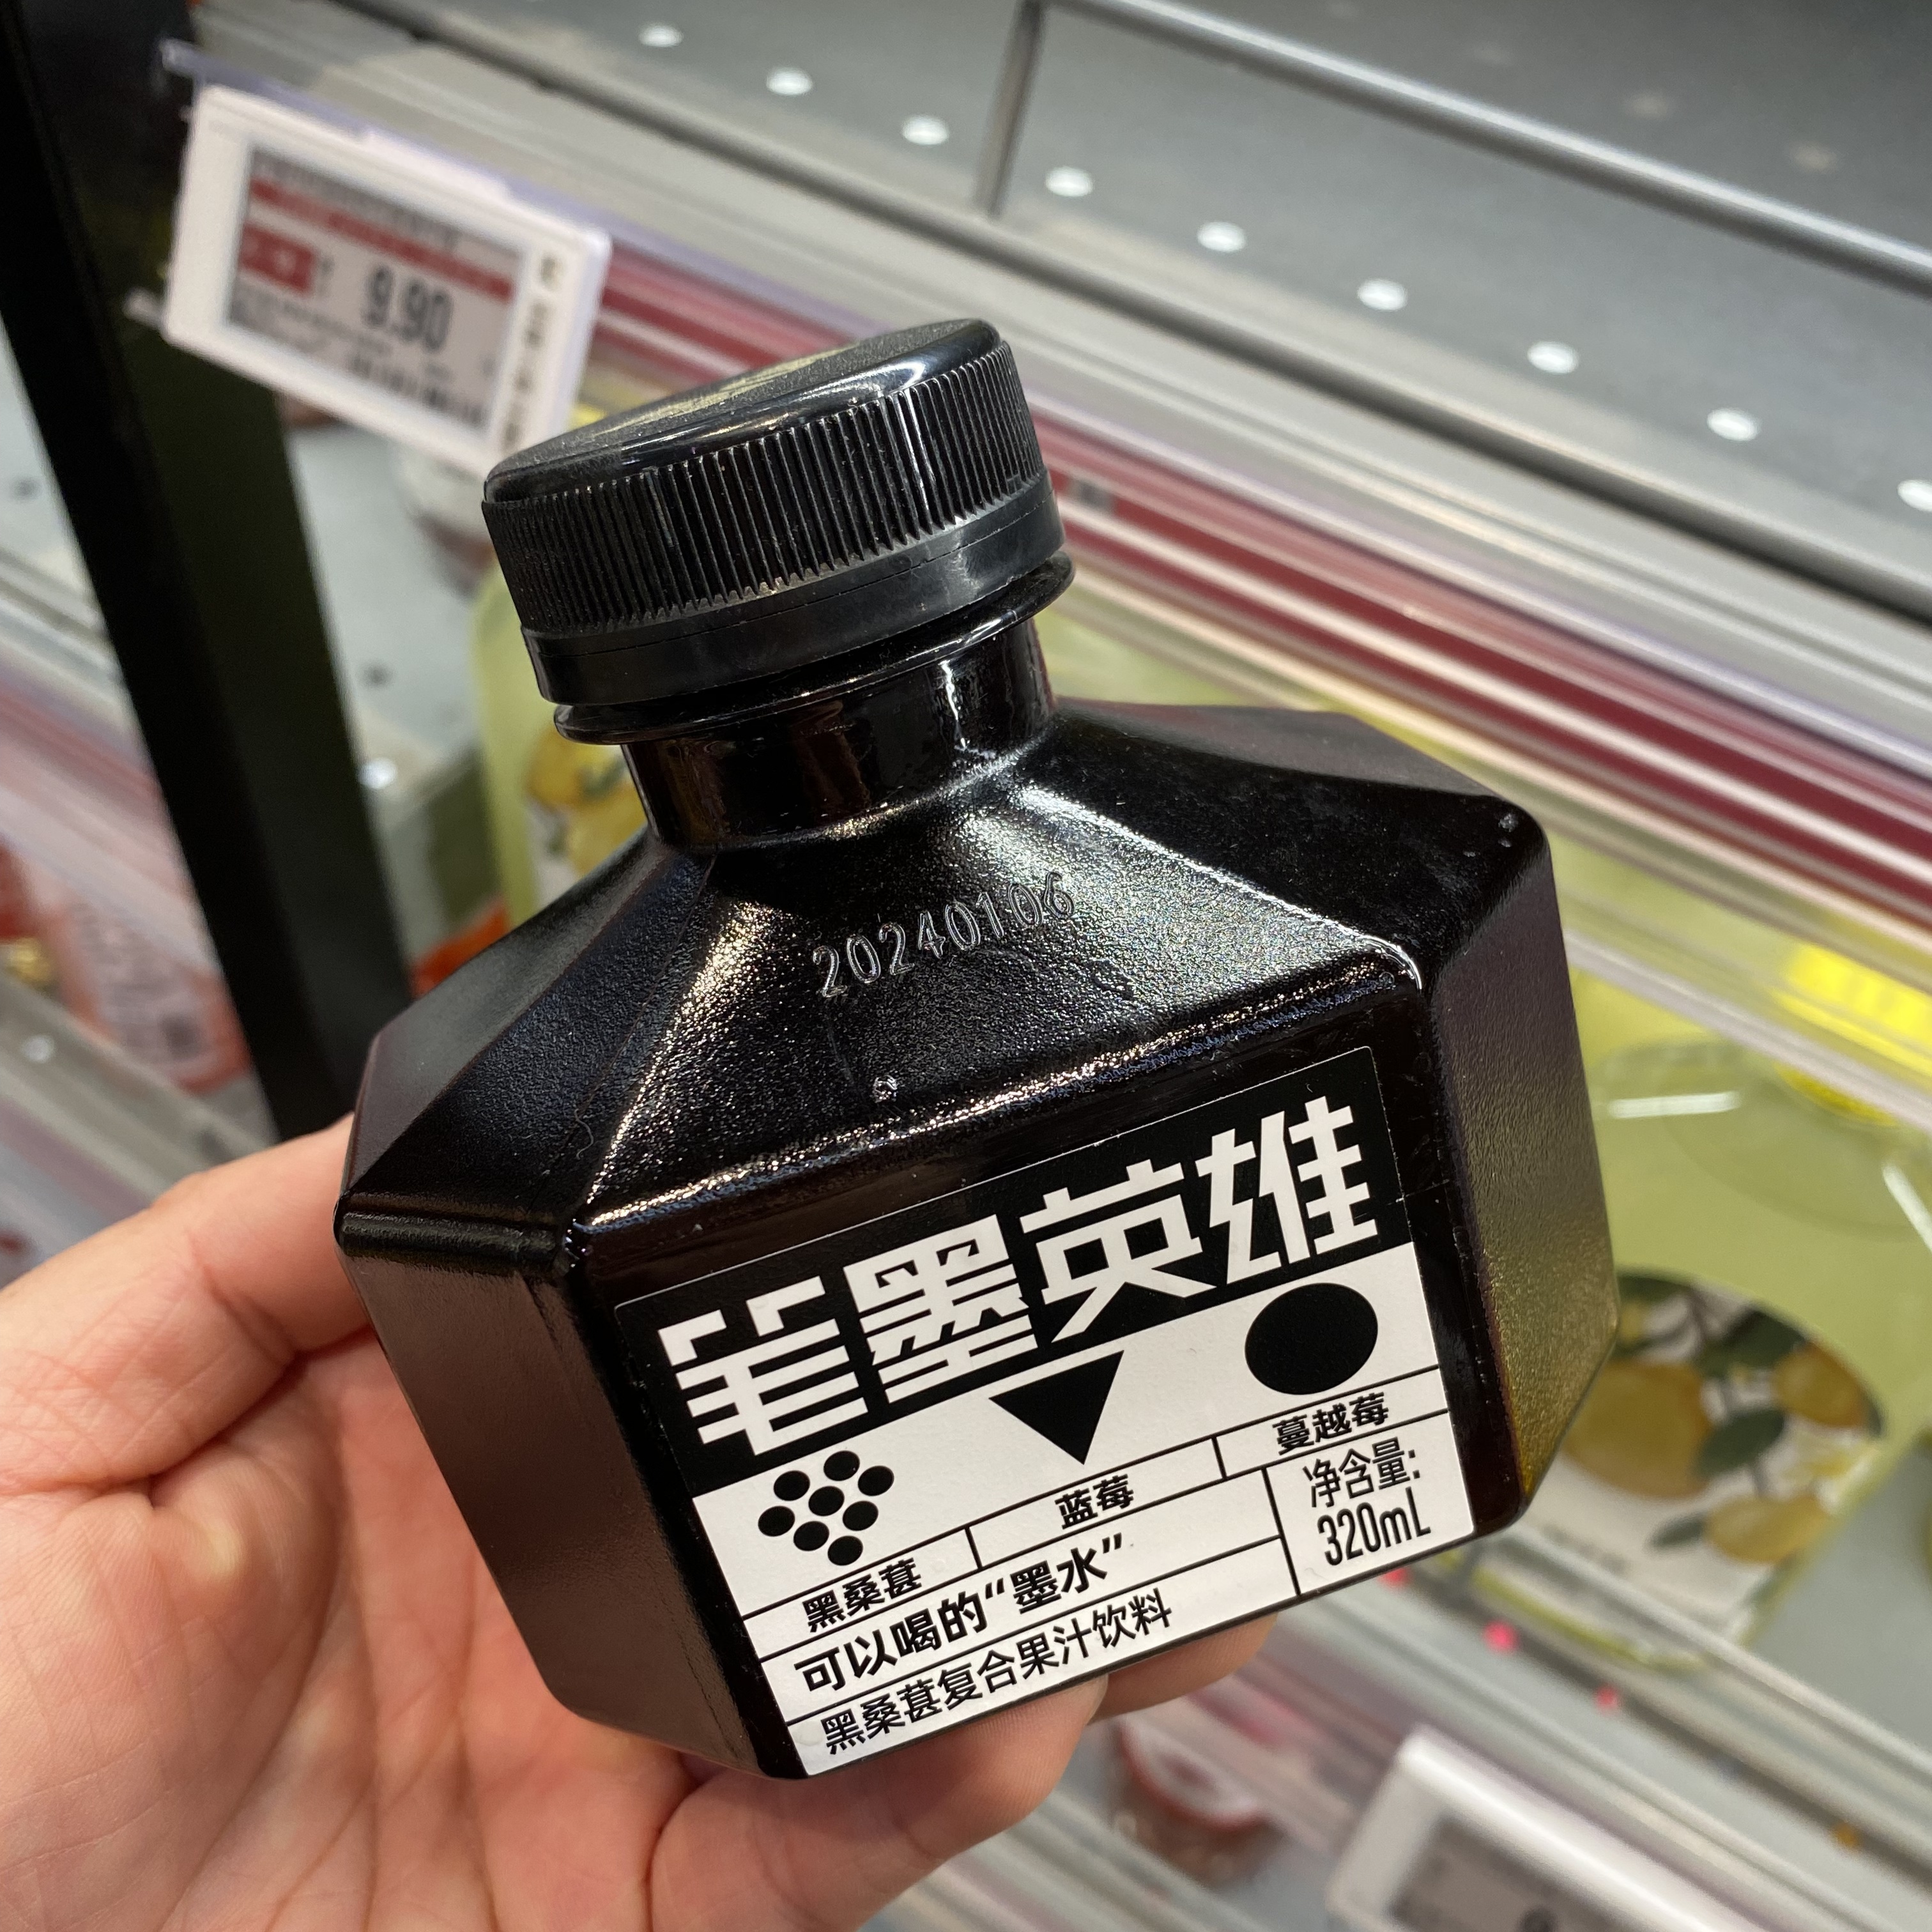 9.90
20240106
笔墨英雄
黑桑葚
蓝莓
蔓越莓
可以喝的“墨水”
黑桑葚复合果汁饮料
净含量:
320mL